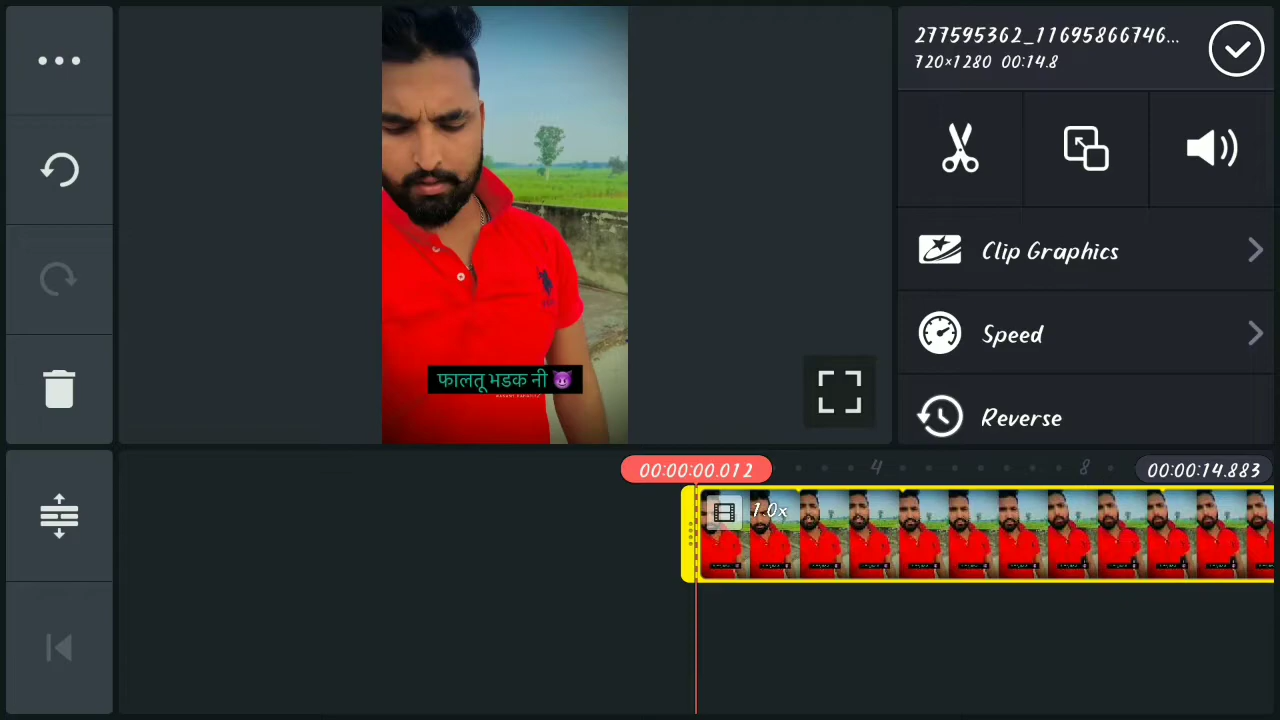 277595362_11695866746...
720×1280 00:14.8
Clip Graphics
Speed
Reverse
फालतू भडक नी 😈
00:00:00.012
4
8
00:00:14.883
1.0x